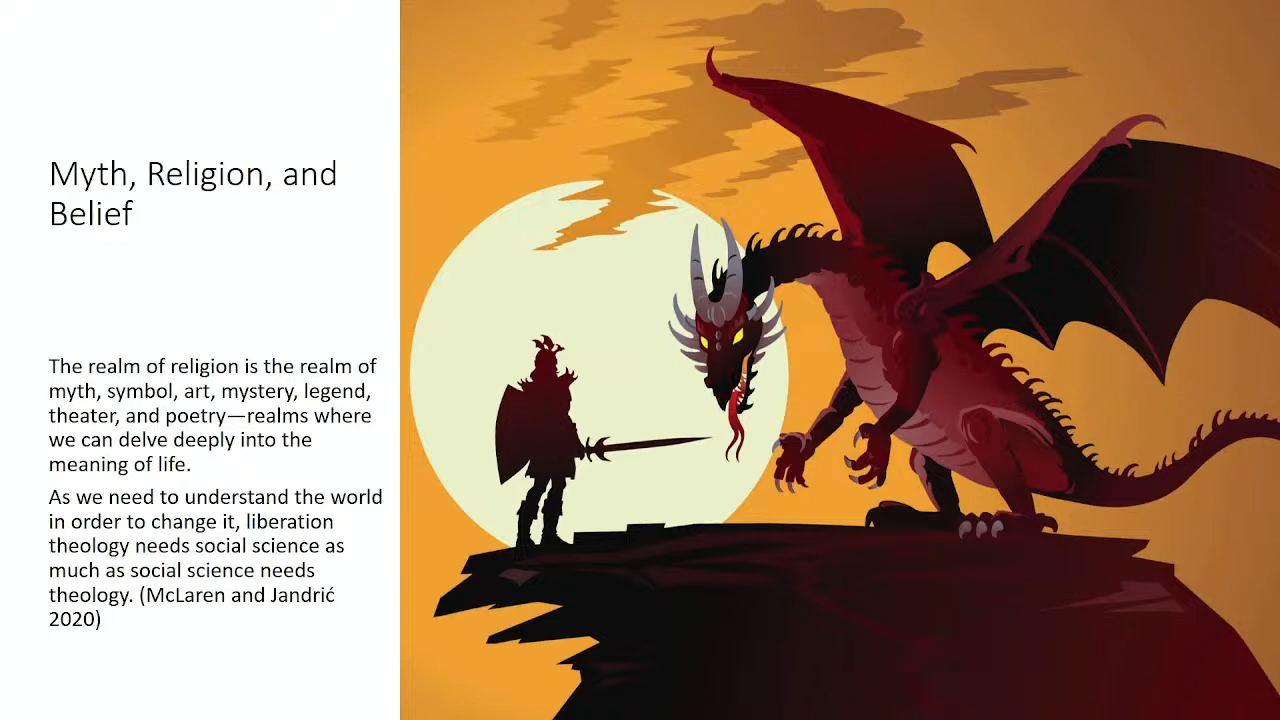 Myth, Religion, and
Belief
The realm of religion is the realm of
myth, symbol, art, mystery, legend,
theater, and poetry—realms where
we can delve deeply into the
meaning of life.
As we need to understand the world
in order to change it, liberation
theology needs social science as
much as social science needs
theology. (McLaren and Jandrić
2020)